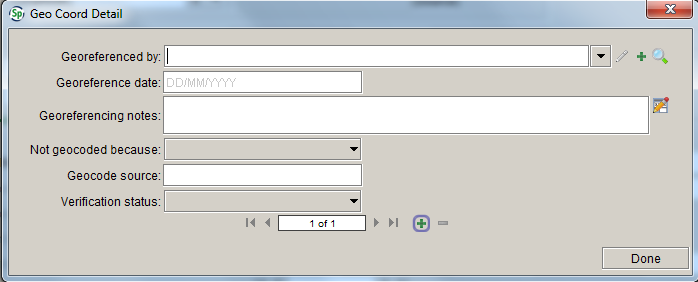 Sp Geo Coord Detail
Georeferenced by:
Georeference date: DD/MM/YYYY
Georeferencing notes:
Not geocoded because:
Geocode source:
Verification status:
1 of 1
Done